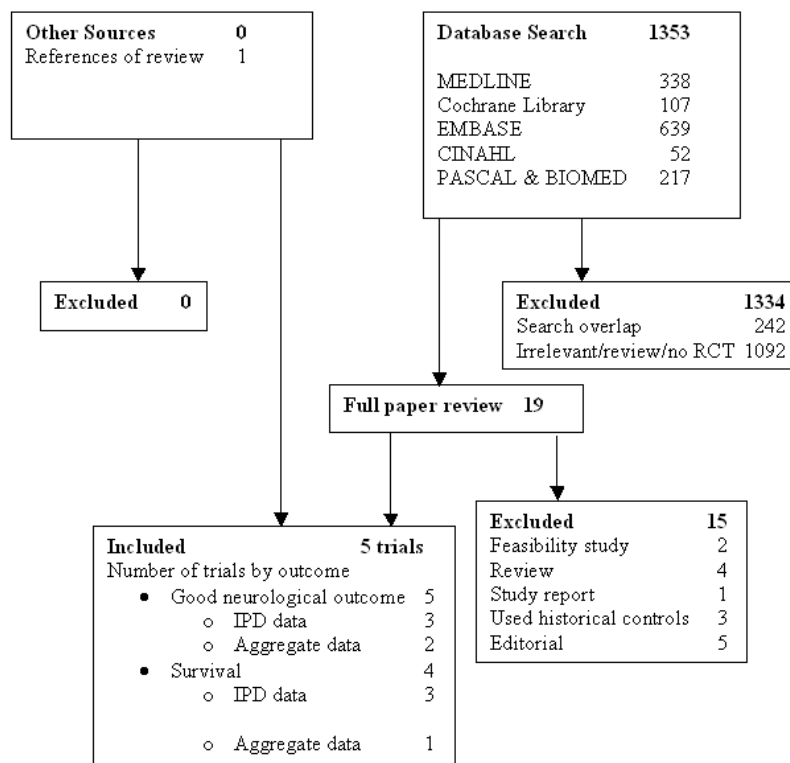 Other Sources 0
References of review 1
Database Search 1353
MEDLINE 338
Cochrane Library 107
EMBASE 639
CINAHL 52
PASCAL & BIOMED 217
Excluded 0
Excluded 1334
Search overlap 242
Irrelevant/review/no RCT 1092
Full paper review 19
Included 5 trials
Number of trials by outcome
• Good neurological outcome 5
o IPD data 3
o Aggregate data 2
• Survival 4
o IPD data 3
o Aggregate data 1
Excluded 15
Feasibility study 2
Review 4
Study report 1
Used historical controls 3
Editorial 5